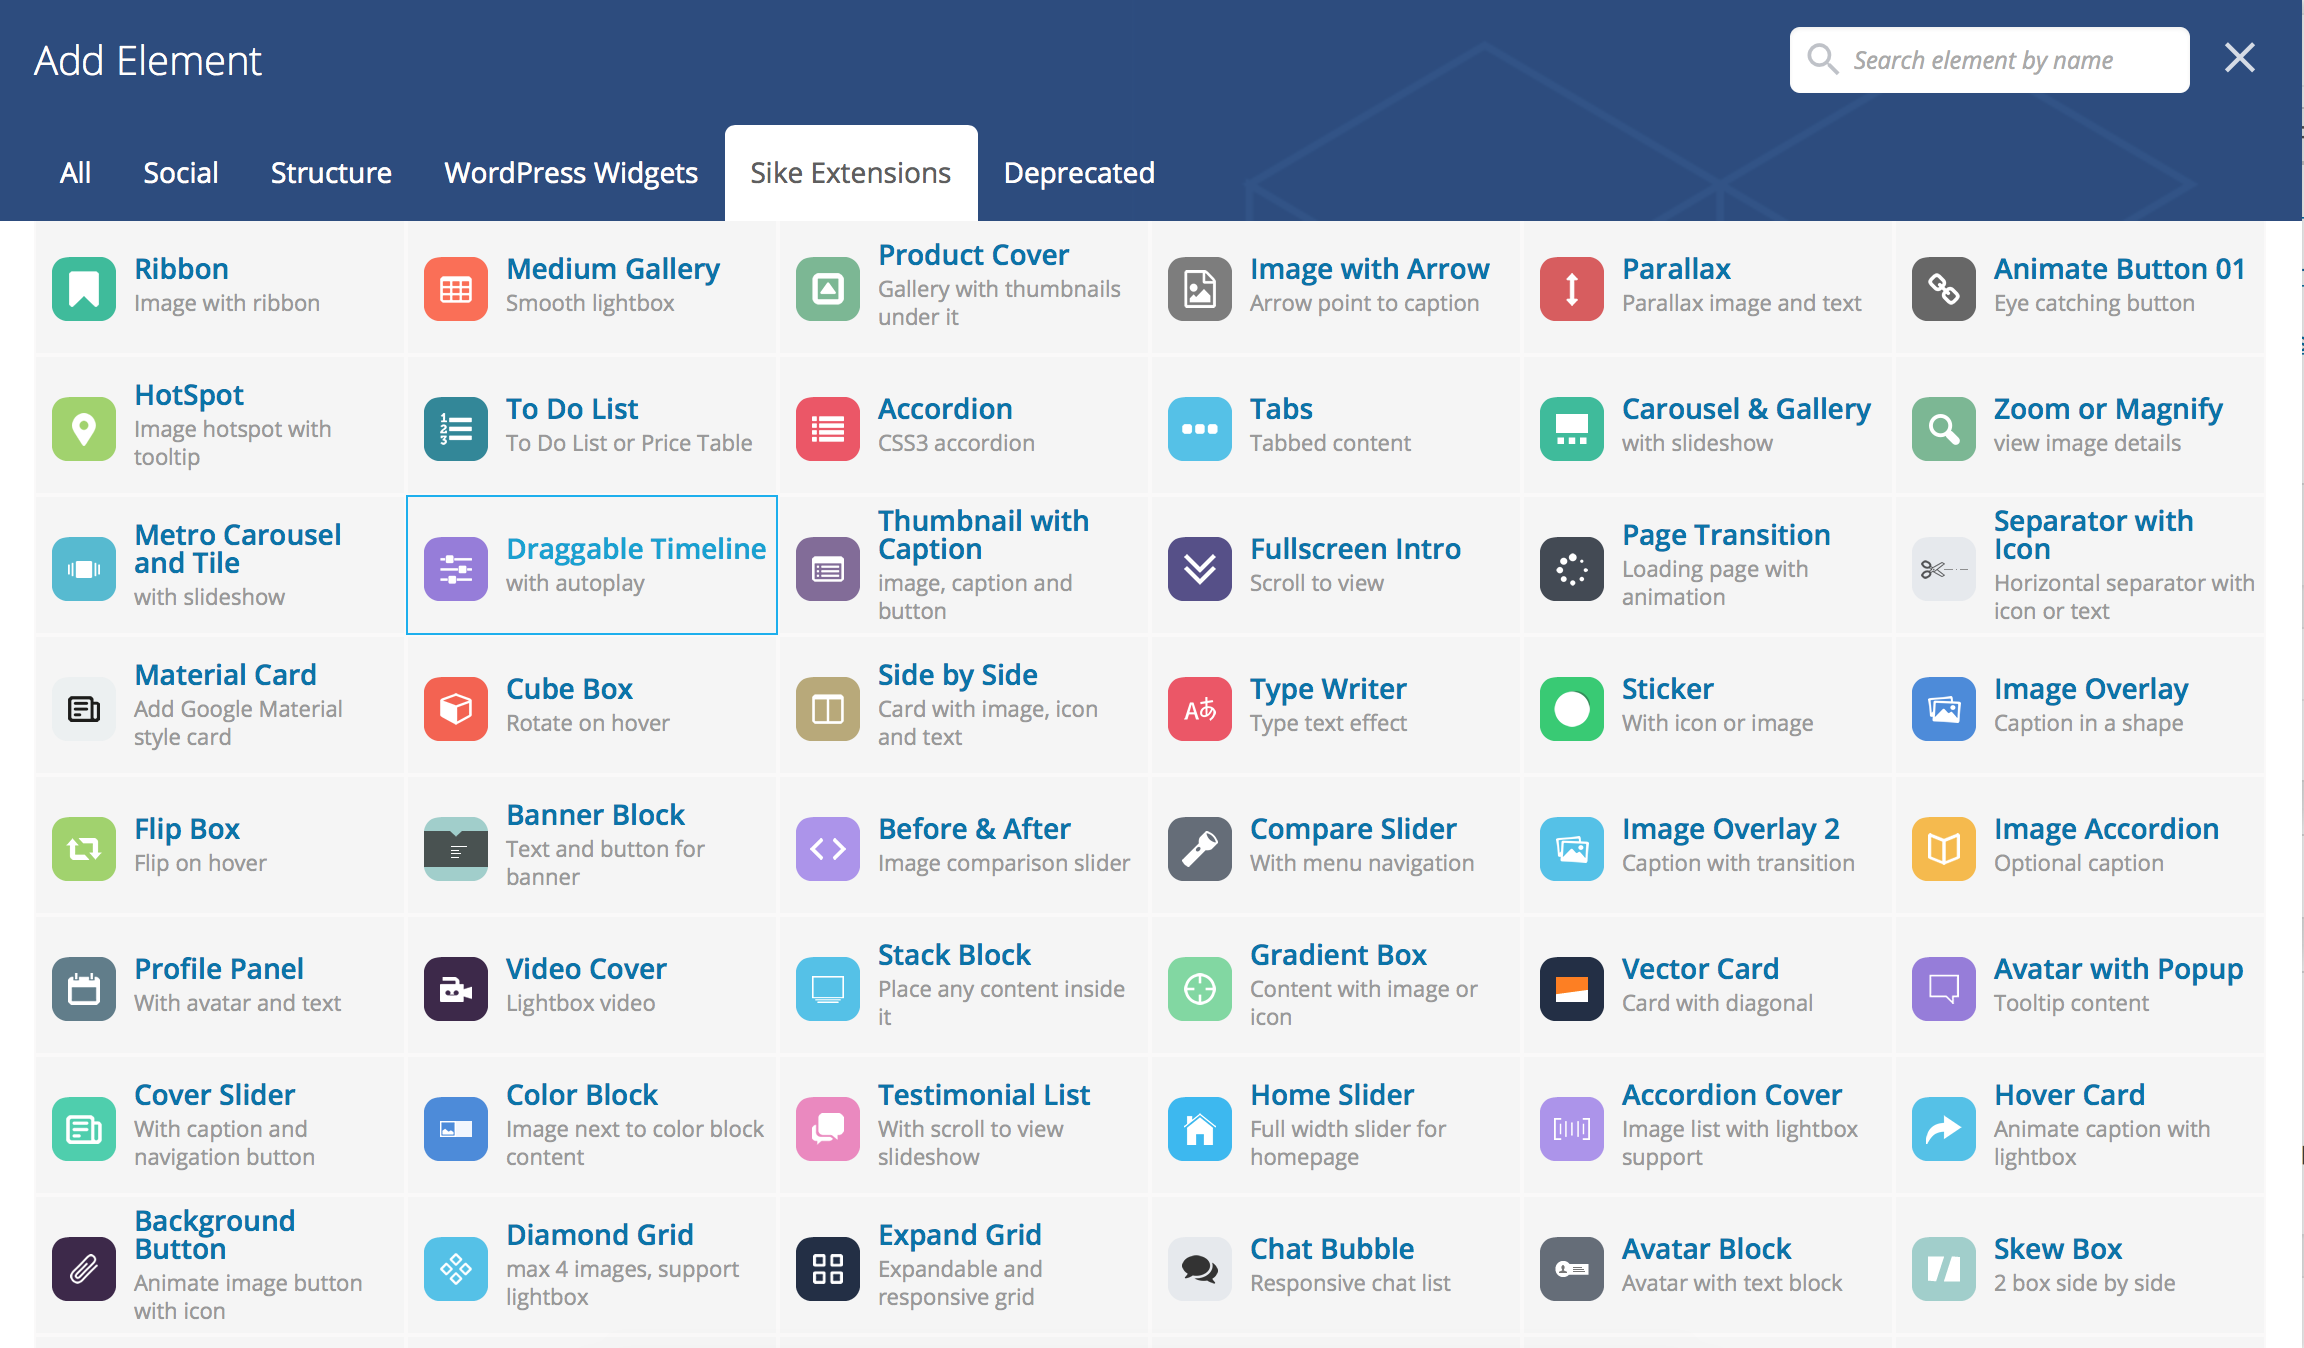 Add Element
Search element by name
All
Social
Structure
WordPress Widgets
Sike Extensions
Deprecated
Ribbon
Image with ribbon
Medium Gallery
Smooth lightbox
Product Cover
Gallery with thumbnails
under it
Image with Arrow
Arrow point to caption
Parallax
Parallax image and text
Animate Button 01
Eye catching button
HotSpot
Image hotspot with
tooltip
To Do List
To Do List or Price Table
Accordion
CSS3 accordion
Tabs
Tabbed content
Carousel & Gallery
with slideshow
Zoom or Magnify
view image details
Metro Carousel
and Tile
with slideshow
Draggable Timeline
with autoplay
Thumbnail with
Caption
image, caption and
button
Fullscreen Intro
Scroll to view
Page Transition
Loading page with
animation
Separator with
Icon
Horizontal separator with
icon or text
Material Card
Add Google Material
style card
Cube Box
Rotate on hover
Side by Side
Card with image, icon
and text
Aあ
Type Writer
Type text effect
Sticker
With icon or image
Image Overlay
Caption in a shape
Flip Box
Flip on hover
Banner Block
Text and button for
banner
Before & After
Image comparison slider
Compare Slider
With menu navigation
Image Overlay 2
Caption with transition
Image Accordion
Optional caption
Profile Panel
With avatar and text
Video Cover
Lightbox video
Stack Block
Place any content inside
it
Gradient Box
Content with image or
icon
Vector Card
Card with diagonal
Avatar with Popup
Tooltip content
Cover Slider
With caption and
navigation button
Color Block
Image next to color block
content
Testimonial List
With scroll to view
slideshow
Home Slider
Full width slider for
homepage
Accordion Cover
Image list with lightbox
support
Hover Card
Animate caption with
lightbox
Background
Button
Animate image button
with icon
Diamond Grid
max 4 images, support
lightbox
Expand Grid
Expandable and
responsive grid
Chat Bubble
Responsive chat list
Avatar Block
Avatar with text block
Skew Box
2 box side by side